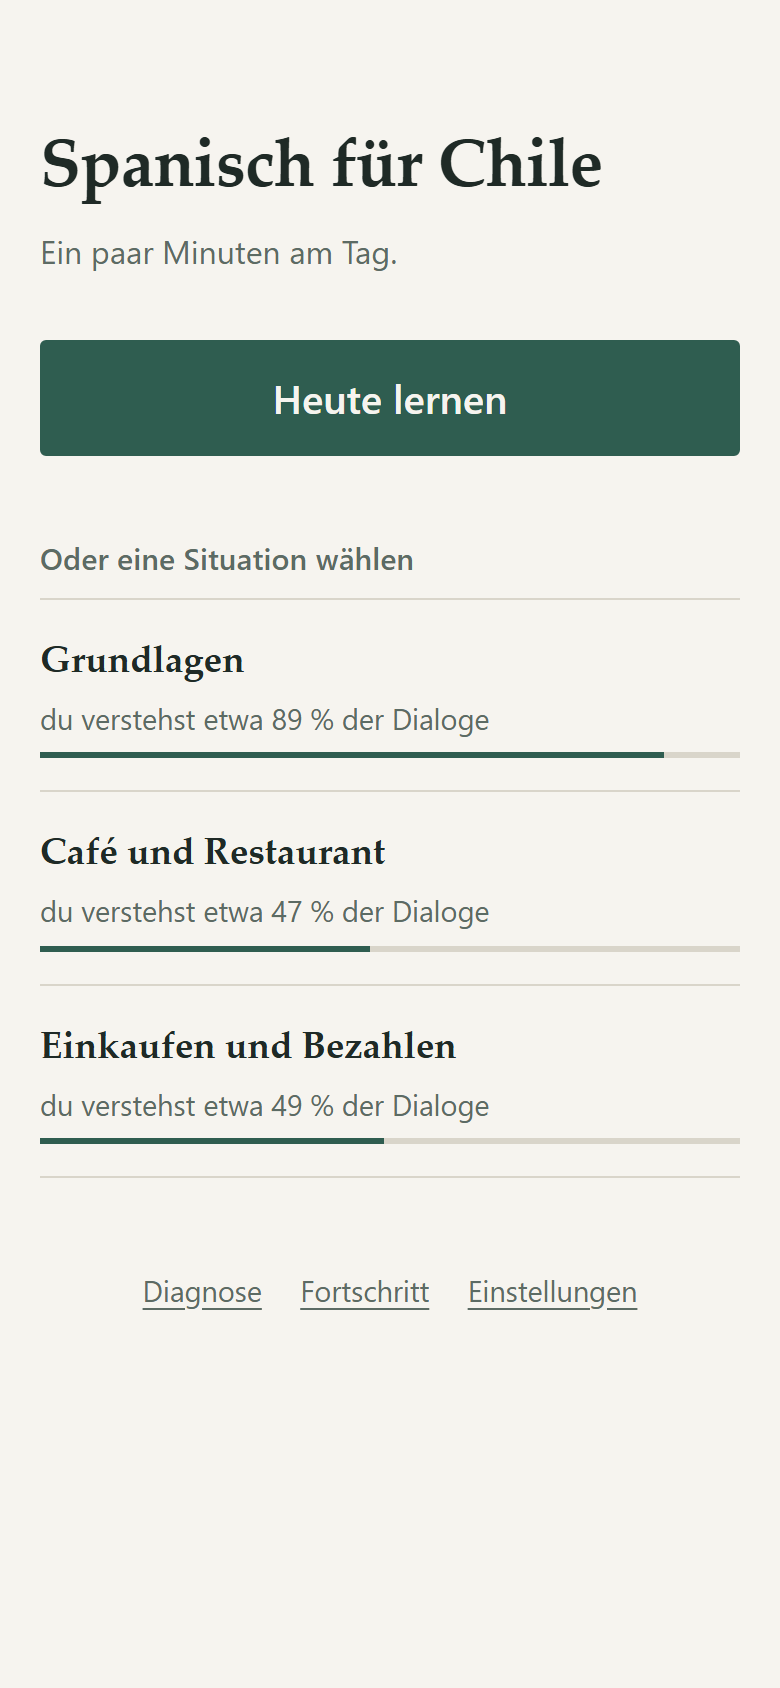 Spanisch für Chile
Ein paar Minuten am Tag.
Heute lernen
Oder eine Situation wählen
Grundlagen
du verstehst etwa 89 % der Dialoge
Café und Restaurant
du verstehst etwa 47 % der Dialoge
Einkaufen und Bezahlen
du verstehst etwa 49 % der Dialoge
Diagnose Fortschritt Einstellungen